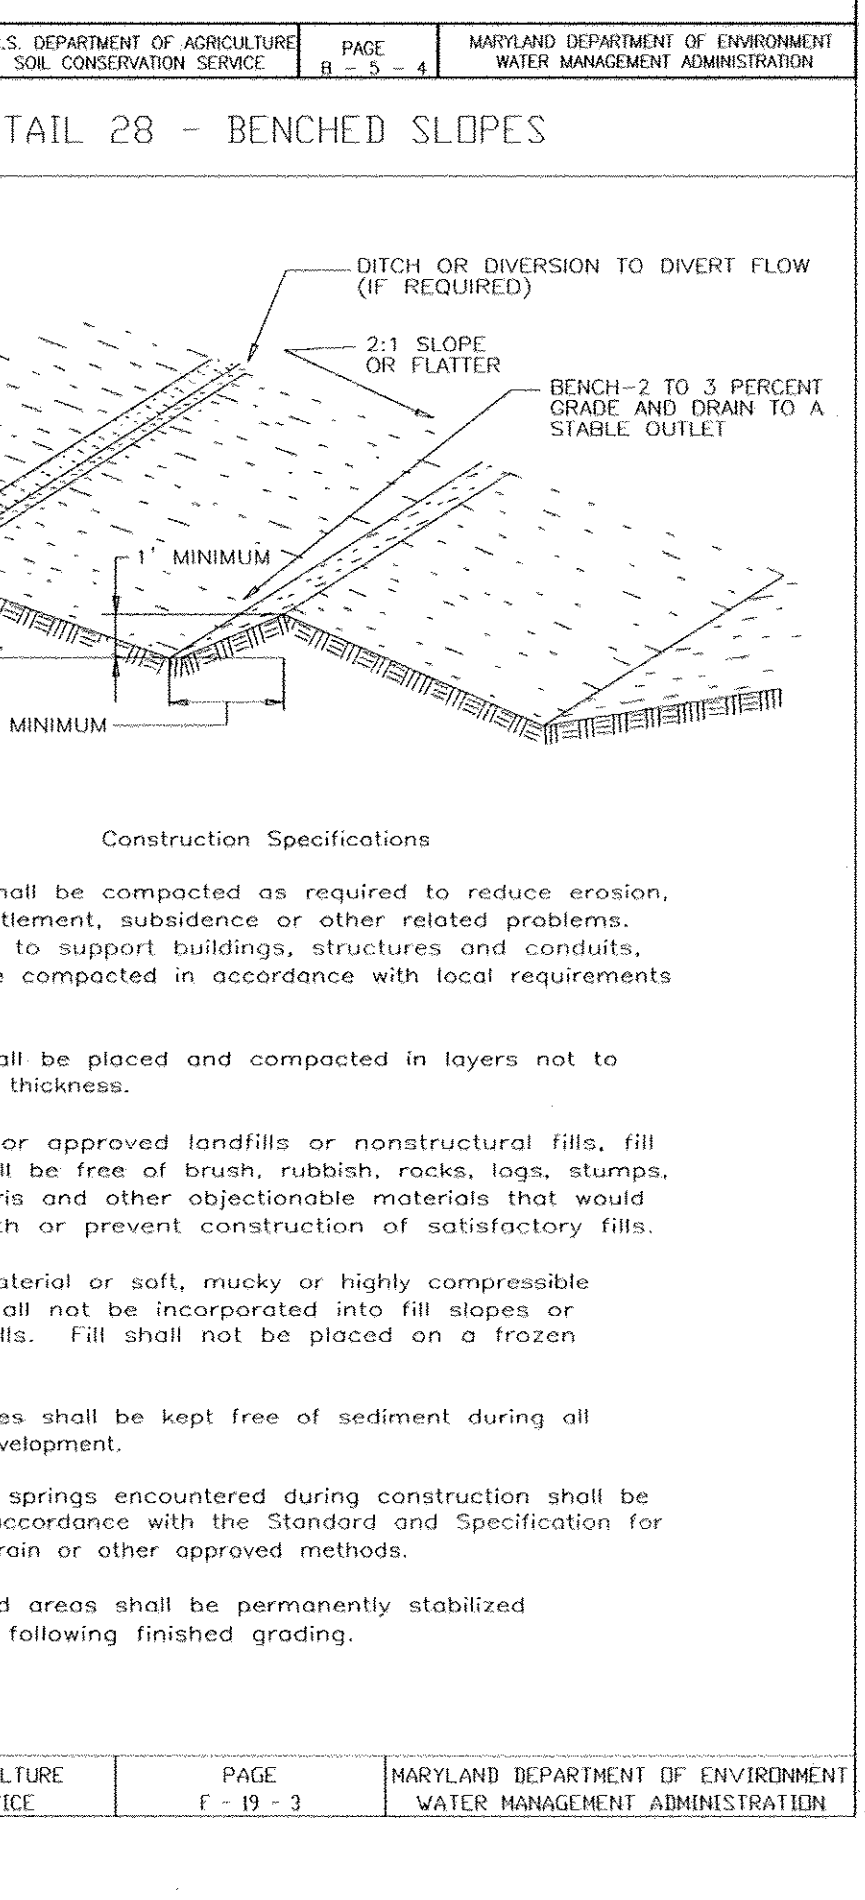 .S. DEPARTMENT OF AGRICULTURE
SOIL CONSERVATION SERVICE
PAGE
B - 5 - 4
MARYLAND DEPARTMENT OF ENVIRONMENT
WATER MANAGEMENT ADMINISTRATION
TAIL 28 - BENCHED SLOPES
DITCH OR DIVERSION TO DIVERT FLOW
(IF REQUIRED)
2:1 SLOPE
OR FLATTER
BENCH-2 TO 3 PERCENT
GRADE AND DRAIN TO A
STABLE OUTLET
1' MINIMUM
MINIMUM
Construction Specifications
hall be compacted as required to reduce erosion,
tlement, subsidence or other related problems.
to support buildings, structures and conduits,
e compacted in accordance with local requirements
all be placed and compacted in layers not to
thickness.
or approved landfills or nonstructural fills, fill
ll be free of brush, rubbish, rocks, logs, stumps,
ris and other objectionable materials that would
th or prevent construction of satisfactory fills.
aterial or soft, mucky or highly compressible
all not be incorporated into fill slopes or
lls. Fill shall not be placed on a frozen
es shall be kept free of sediment during all
velopment.
springs encountered during construction shall be
accordance with the Standard and Specification for
rain or other approved methods.
d areas shall be permanently stabilized
following finished grading.
LTURE
ICE
PAGE
F - 19 - 3
MARYLAND DEPARTMENT OF ENVIRONMENT
WATER MANAGEMENT ADMINISTRATION